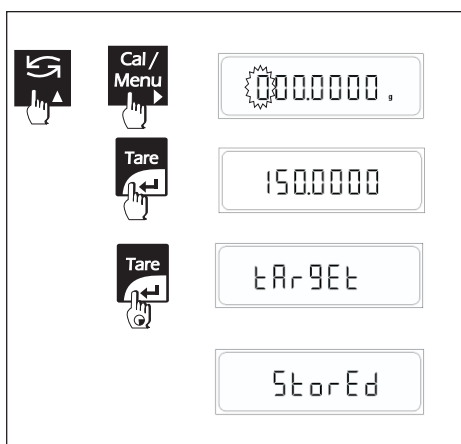 Cal /
Menu
000.0000 g
Tare
150.0000
Tare
tArgEt
StorEd